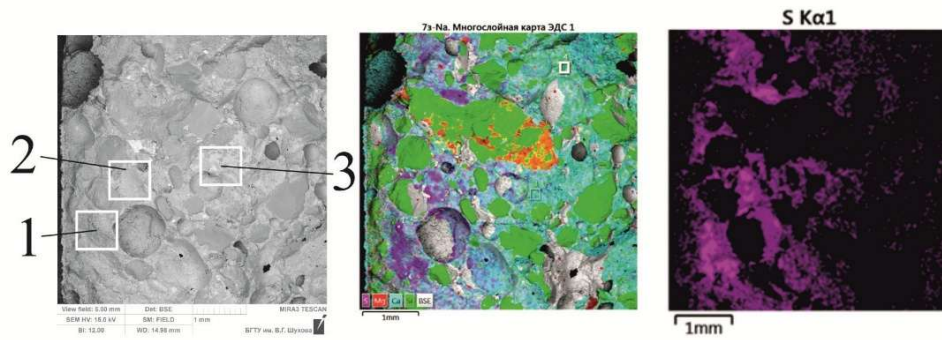 2
3
1
View field: 5.00 mm Det: BSE MIRA3 TESCAN
SEM HV: 15.0 kV SM: FIELD 1 mm
BI: 12.00 WD: 14.99 mm БГТУ им. В.Г. Шухова
7з-Na. Многослойная карта ЭДС 1
S Mg Ca Si BSE
1mm
S Kα1
1mm